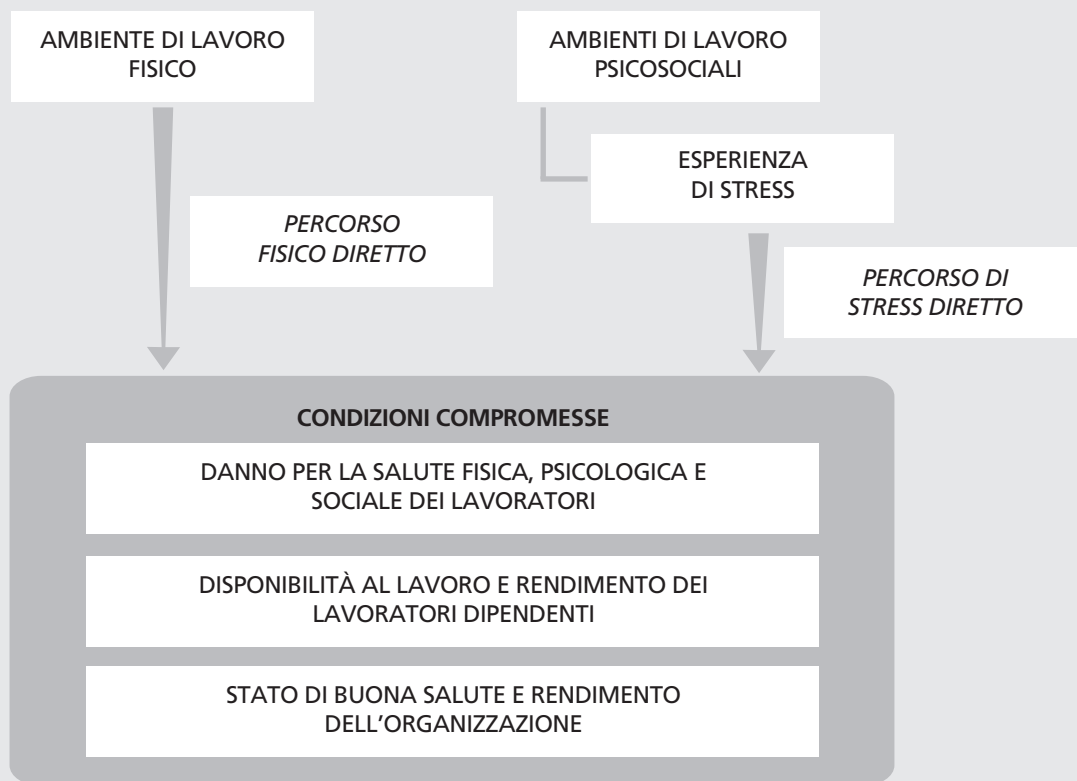 AMBIENTE DI LAVORO
FISICO
AMBIENTI DI LAVORO
PSICOSOCIALI
ESPERIENZA
DI STRESS
PERCORSO
FISICO DIRETTO
PERCORSO DI
STRESS DIRETTO
CONDIZIONI COMPROMESSE
DANNO PER LA SALUTE FISICA, PSICOLOGICA E
SOCIALE DEI LAVORATORI
DISPONIBILITÀ AL LAVORO E RENDIMENTO DEI
LAVORATORI DIPENDENTI
STATO DI BUONA SALUTE E RENDIMENTO
DELL'ORGANIZZAZIONE